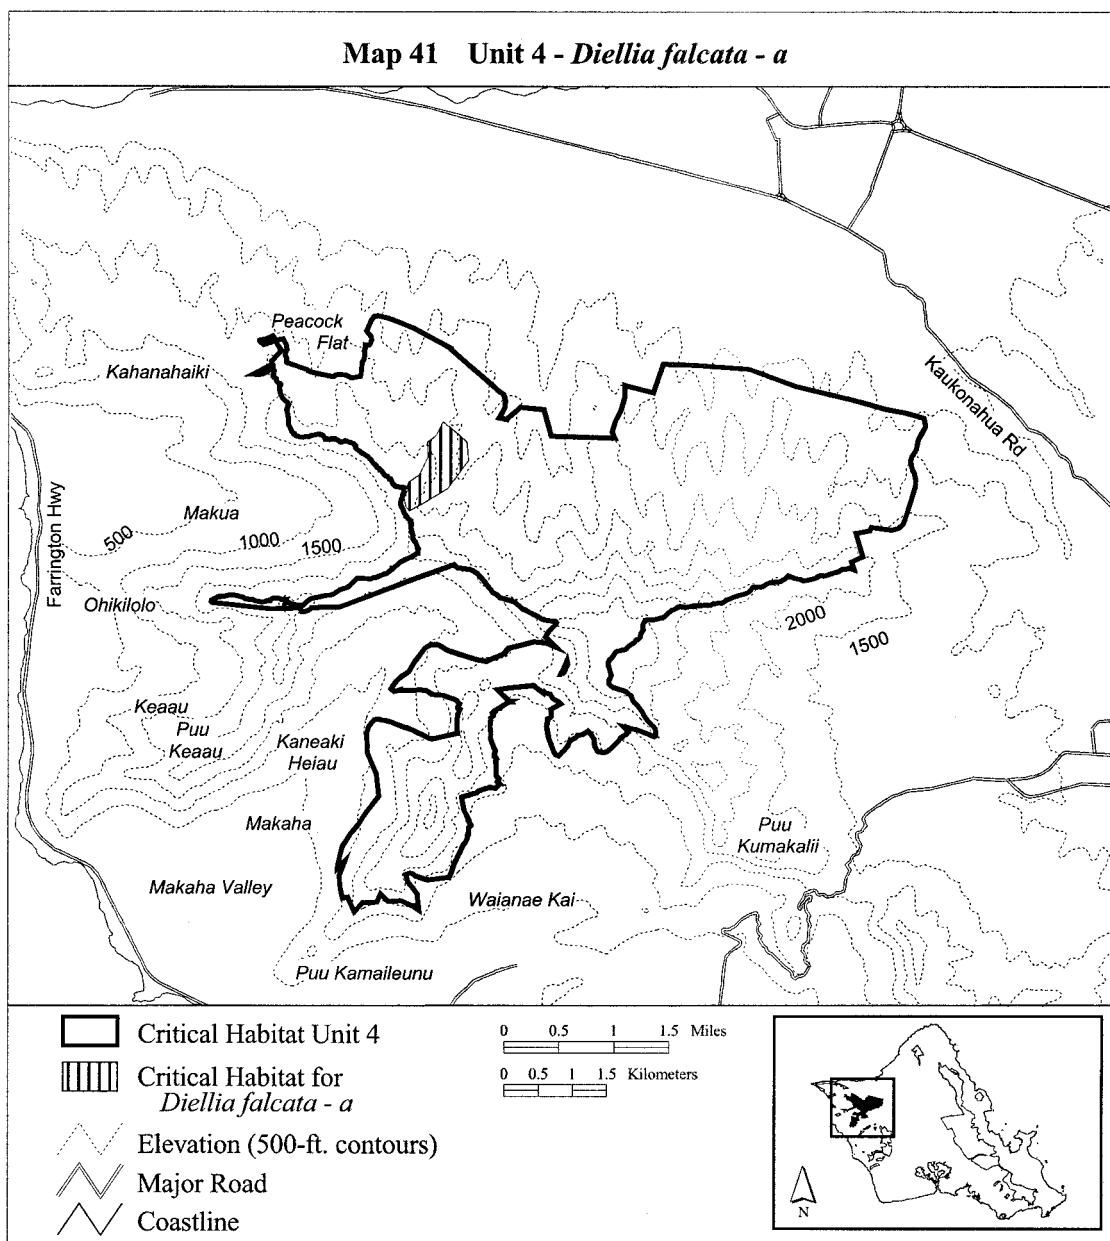 Map 41 Unit 4 - Diellia falcata - a
Peacock
Flat
Kahanahaiki
Kaukonahua Rd
Farrington Hwy
Makua
500
1000
1500
Ohikilolo
2000
1500
Keaau
Puu
Keaau
Kaneaki
Heiau
Makaha
Puu
Kumakalii
Makaha Valley
Waianae Kai
Puu Kamaileunu
Critical Habitat Unit 4
Critical Habitat for
Diellia falcata - a
Elevation (500-ft. contours)
Major Road
Coastline
0 0.5 1 1.5 Miles
0 0.5 1 1.5 Kilometers
N